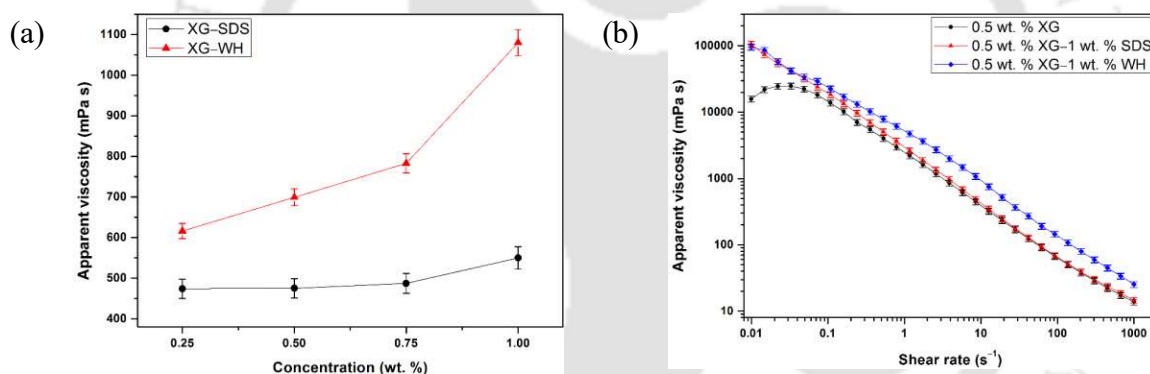 (a)
XG–SDS
XG–WH
1100
1000
900
800
700
600
500
400
Apparent viscosity (mPa s)
0.25 0.50 0.75 1.00
Concentration (wt. %)
(b)
0.5 wt. % XG
0.5 wt. % XG–1 wt. % SDS
0.5 wt. % XG–1 wt. % WH
100000
10000
1000
100
10
Apparent viscosity (mPa s)
0.01 0.1 1 10 100 1000
Shear rate (s⁻¹)